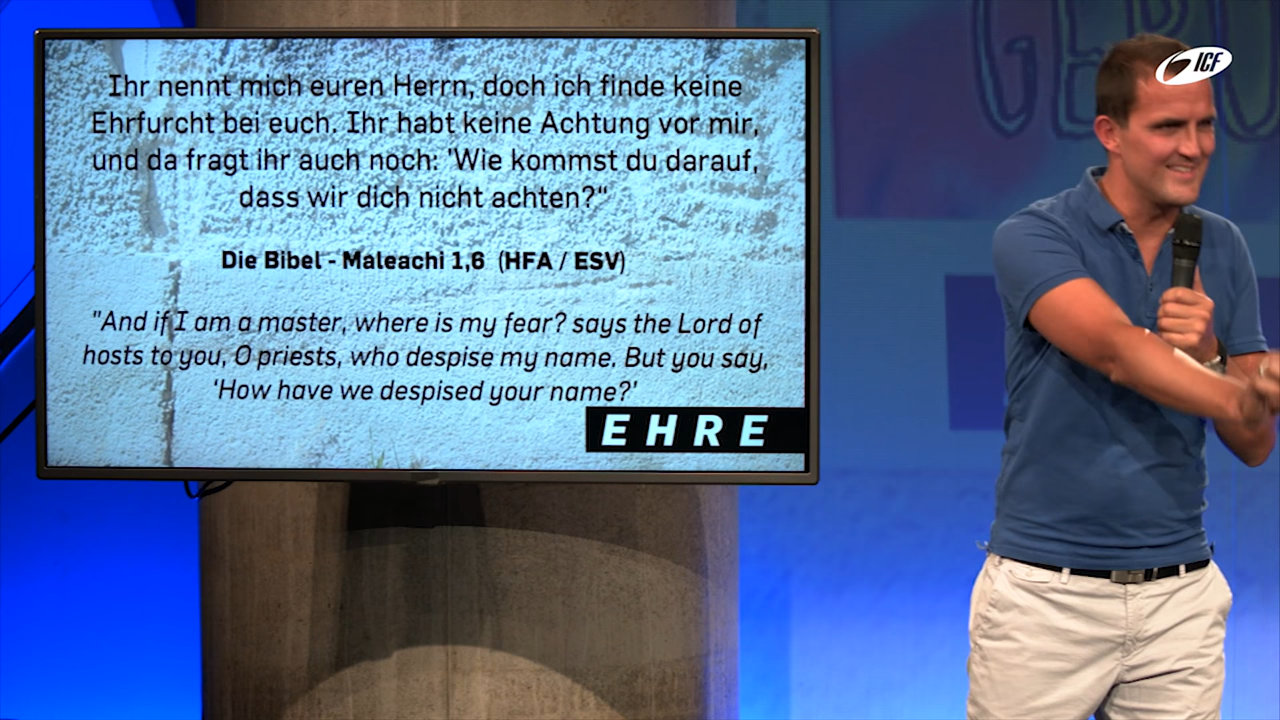 Ihr nennt mich euren Herrn, doch ich finde keine
Ehrfurcht bei euch. Ihr habt keine Achtung vor mir,
und da fragt ihr auch noch: 'Wie kommst du darauf,
dass wir dich nicht achten?"
Die Bibel - Maleachi 1,6 (HFA / ESV)
"And if I am a master, where is my fear? says the Lord of
hosts to you, O priests, who despise my name. But you say,
‘How have we despised your name?’
EHRE
ICF